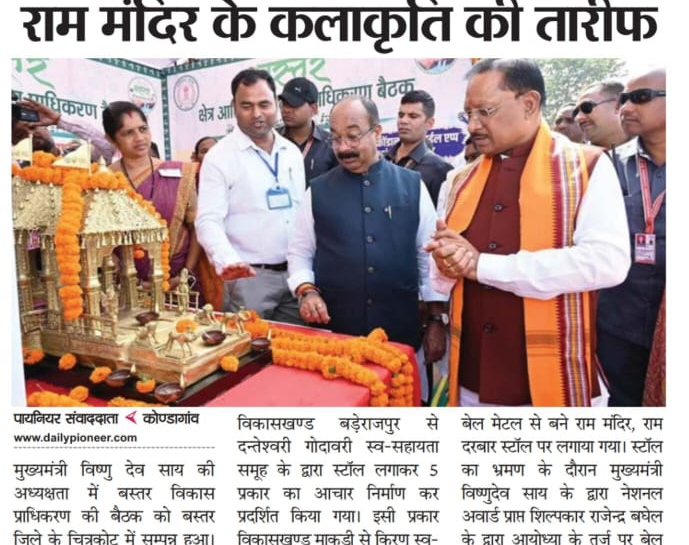 राम मंदिर के कलाकृति की तारीफ
बस्तर
प्राधिकरण बैठक
क्षेत्र आ
प्राधिकरण बैठक
पायनियर संवाददाता
कोण्डागांव
www.dailypioneer.com
मुख्यमंत्री विष्णु देव साय की
अध्यक्षता में बस्तर विकास
प्राधिकरण की बैठक को बस्तर
जिले के चित्रकोट में सम्पन्न हुआ।
विकासखण्ड बड़ेराजपुर से
दन्तेश्वरी गोदावरी स्व-सहायता
समूह के द्वारा स्टॉल लगाकर 5
प्रकार का आचार निर्माण कर
प्रदर्शित किया गया। इसी प्रकार
विकासखण्ड माकडी से किरण स्व-
बेल मेटल से बने राम मंदिर, राम
दरबार स्टॉल पर लगाया गया। स्टॉल
का भ्रमण के दौरान मुख्यमंत्री
विष्णुदेव साय के द्वारा नेशनल
अवार्ड प्राप्त शिल्पकार राजेन्द्र बघेल
के द्वारा आयोध्या के तर्ज पर बेल